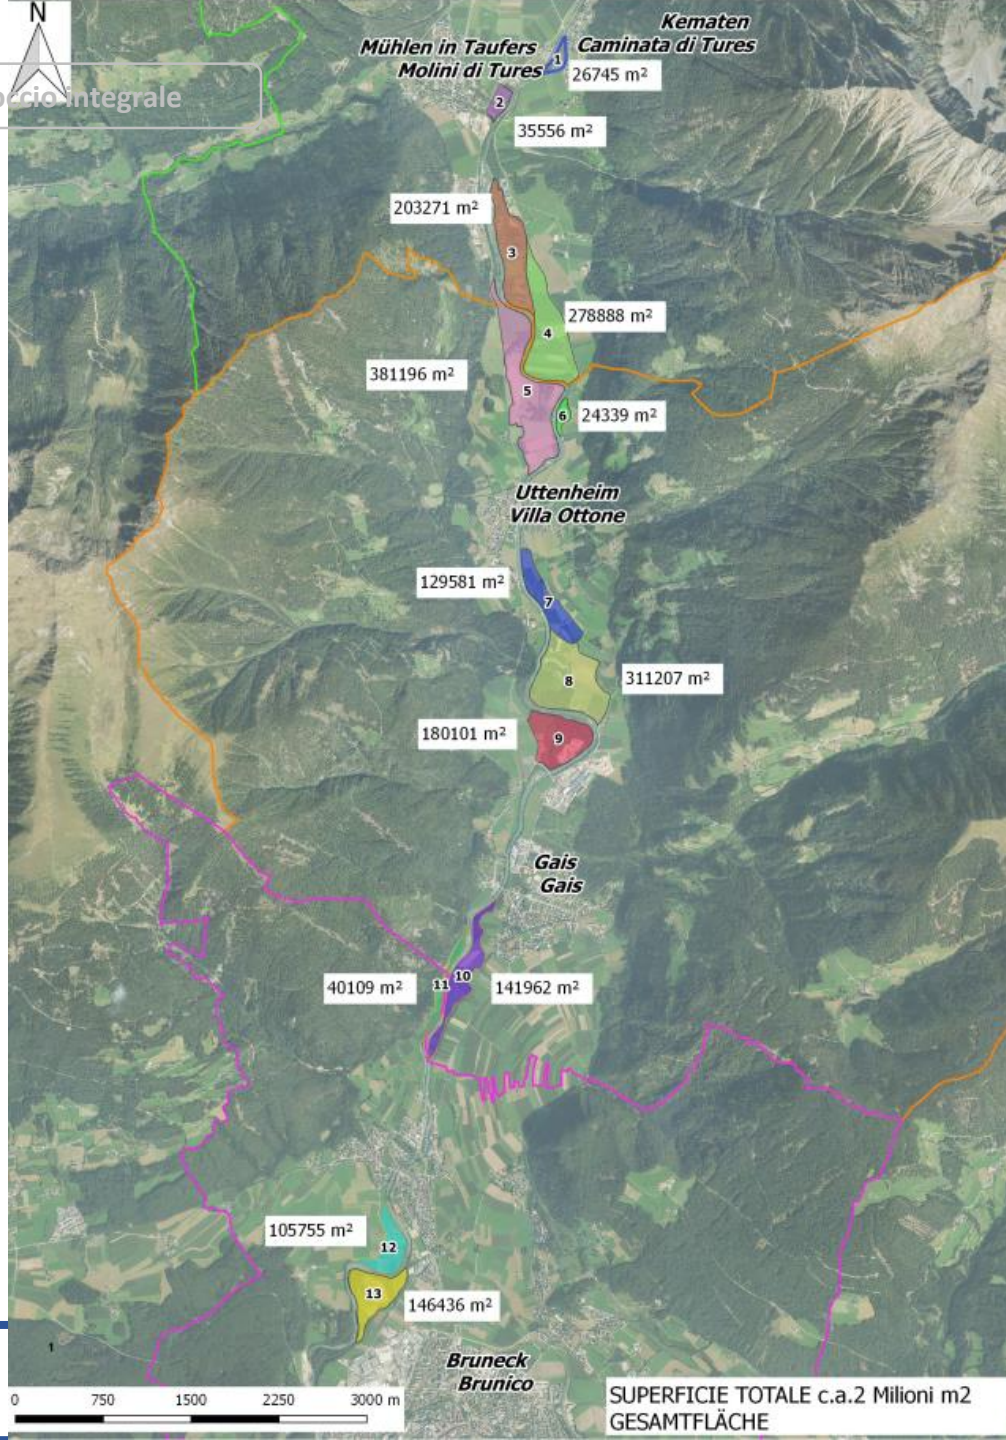 N
Kematen
Caminata di Tures
Mühlen in Taufers
Molini di Tures
1
26745 m²
integrale
2
35556 m²
203271 m²
3
278888 m²
4
381196 m²
5
6
24339 m²
Uttenheim
Villa Ottone
129581 m²
7
8
311207 m²
180101 m²
9
Gais
Gais
40109 m²
11
10
141962 m²
105755 m²
12
13
146436 m²
1
Bruneck
Brunico
0 750 1500 2250 3000 m
SUPERFICIE TOTALE c.a.2 Milioni m2
GESAMTFLÄCHE